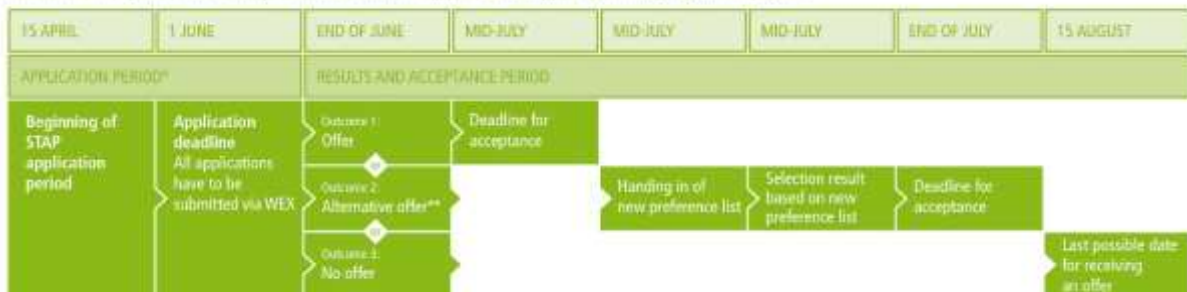 15 APRIL
1 JUNE
END OF JUNE
MID-JULY
MID-JULY
MID-JULY
END OF JULY
15 AUGUST
APPLICATION PERIOD*
RESULTS AND ACCEPTANCE PERIOD
Beginning of
STAP
application
period
Application
deadline
All applications
have to be
submitted via WEX
Outcome 1:
Offer
or
Outcome 2:
Alternative offer**
or
Outcome 3:
No offer
Deadline for
acceptance
Handing in of
new preference list
Selection result
based on new
preference list
Deadline for
acceptance
Last possible date
for receiving
an offer